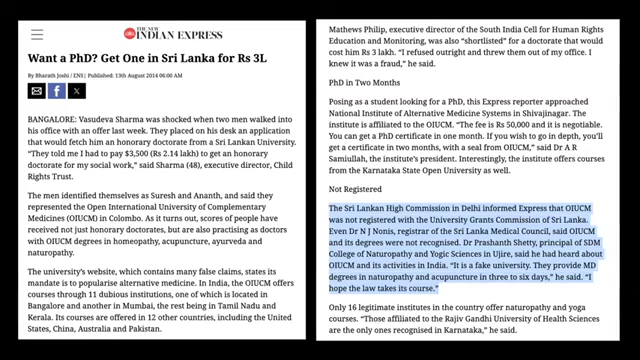 THE NEW
INDIAN EXPRESS
Want a PhD? Get One in Sri Lanka for Rs 3L
By Bharath Joshi / ENS | Published: 13th August 2014 06:00 AM
BANGALORE: Vasudeva Sharma was shocked when two men walked
into his office with an offer last week. They placed on his desk an application
that would fetch him an honorary doctorate from a Sri Lankan University.
“They told me I had to pay $3,500 (Rs 2.14 lakh) to get an honorary
doctorate for my social work,” said Sharma (48), executive director, Child
Rights Trust.
The men identified themselves as Suresh and Ananth, and said they
represented the Open International University of Complementary
Medicines (OIUCM) in Colombo. As it turns out, scores of people have
received not just honorary doctorates, but are also practising as doctors
with OIUCM degrees in homeopathy, acupuncture, ayurveda and
naturopathy.
The university’s website, which contains many false claims, states its
mandate is to popularise alternative medicine. In India, the OIUCM offers
courses through 11 dubious institutions, one of which is located in
Bangalore and another in Mumbai, the rest being in Tamil Nadu and
Kerala. Its courses are offered in 12 other countries, including the United
States, China, Australia and Pakistan.
Mathews Philip, executive director of the South India Cell for Human Rights
Education and Monitoring, was also “shortlisted” for a doctorate that would
cost him Rs 3 lakh. “I refused outright and threw them out of my office. I
knew it was a fraud,” he said.
PhD in Two Months
Posing as a student looking for a PhD, this Express reporter approached
National Institute of Alternative Medicine Systems in Shivajinagar. The
institute is affiliated to the OIUCM. “The fee is Rs 50,000 and it is negotiable.
You can get a PhD certificate in one month. If you wish to go in depth, you’ll
get a certificate in two months, with a seal from OIUCM,” said Dr A R
Samiullah, the institute’s president. Interestingly, the institute offers courses
from the Karnataka State Open University as well.
Not Registered
The Sri Lankan High Commission in Delhi informed Express that OIUCM
was not registered with the University Grants Commission of Sri Lanka.
Even Dr N J Nonis, registrar of the Sri Lanka Medical Council, said OIUCM
and its degrees were not recognised. Dr Prashanth Shetty, principal of SDM
College of Naturopathy and Yogic Sciences in Ujire, said he had heard about
OIUCM and its activities in India. “It is a fake university. They provide MD
degrees in naturopathy and acupuncture in three to six days,” he said. “I
hope the law takes its course.”
Only 16 legitimate institutes in the country offer naturopathy and yoga
courses. “Those affiliated to the Rajiv Gandhi University of Health Sciences
are the only ones recognised in Karnataka,” he said.